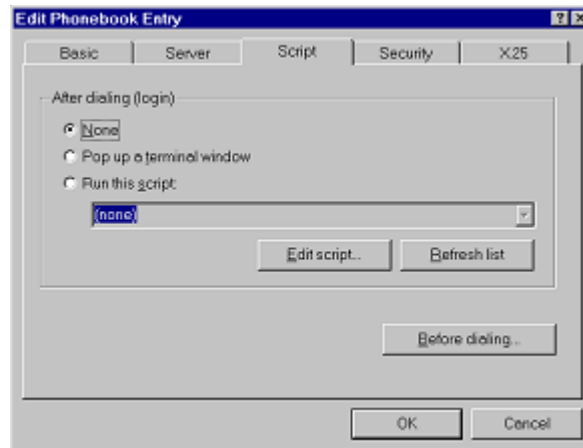 Edit Phonebook Entry
Basic Server Script Security X.25
After dialing (login)
None
Pop up a terminal window
Run this script:
(none)
Edit script... Refresh list
Before dialing...
OK Cancel